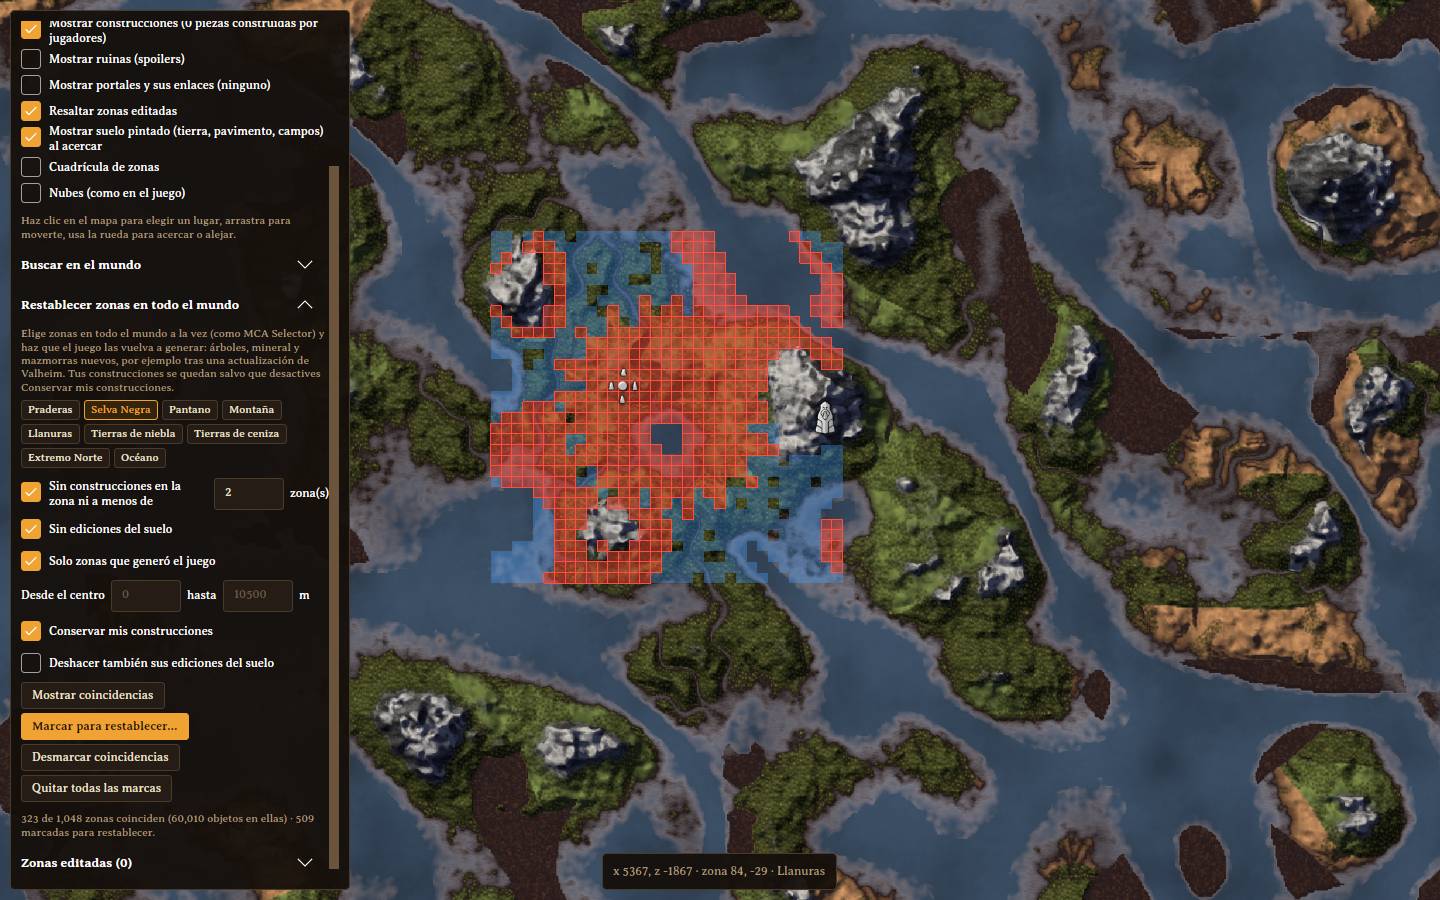 Mostrar construcciones (0 piezas construidas por
jugadores)
Mostrar ruinas (spoilers)
Mostrar portales y sus enlaces (ninguno)
Resaltar zonas editadas
Mostrar suelo pintado (tierra, pavimento, campos)
al acercar
Cuadrícula de zonas
Nubes (como en el juego)
Haz clic en el mapa para elegir un lugar, arrastra para
moverte, usa la rueda para acercar o alejar.
Buscar en el mundo
Restablecer zonas en todo el mundo
Elige zonas en todo el mundo a la vez (como MCA Selector) y
haz que el juego las vuelva a generar: árboles, mineral y
mazmorras nuevos, por ejemplo tras una actualización de
Valheim. Tus construcciones se quedan salvo que desactives
Conservar mis construcciones.
Praderas Selva Negra Pantano Montaña
Llanuras Tierras de niebla Tierras de ceniza
Extremo Norte Océano
Sin construcciones en la
zona ni a menos de 2 zona(s)
Sin ediciones del suelo
Solo zonas que generó el juego
Desde el centro 0 hasta 10500 m
Conservar mis construcciones
Deshacer también sus ediciones del suelo
Mostrar coincidencias
Marcar para restablecer...
Desmarcar coincidencias
Quitar todas las marcas
323 de 1,048 zonas coinciden (60,010 objetos en ellas) · 509
marcadas para restablecer.
Zonas editadas (0)
x 5367, z -1867 · zona 84, -29 · Llanuras